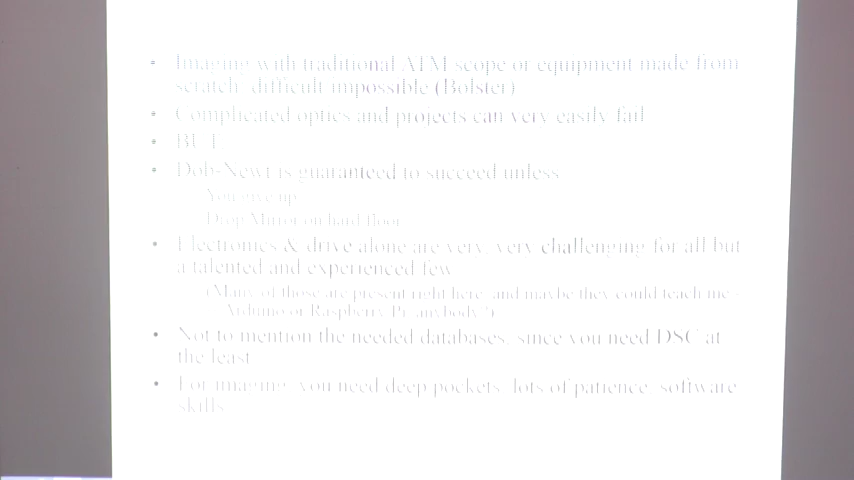 • Imaging with traditional ATM scope or equipment made from
scratch difficult impossible (Bolster)
• Complicated optics and projects can very easily fail
• BUT
• Dob-Newt is guaranteed to succeed unless
You give up
Drop Mirror on hard floor
• Electronics & drive alone are very, very challenging for all but
a talented and experienced few
(Many of those are present right here, and maybe they could teach me -
Arduino or Raspberry Pi, anybody?)
• Not to mention the needed databases, since you need DSC at
the least
• For imaging, you need deep pockets, lots of patience, software
skills